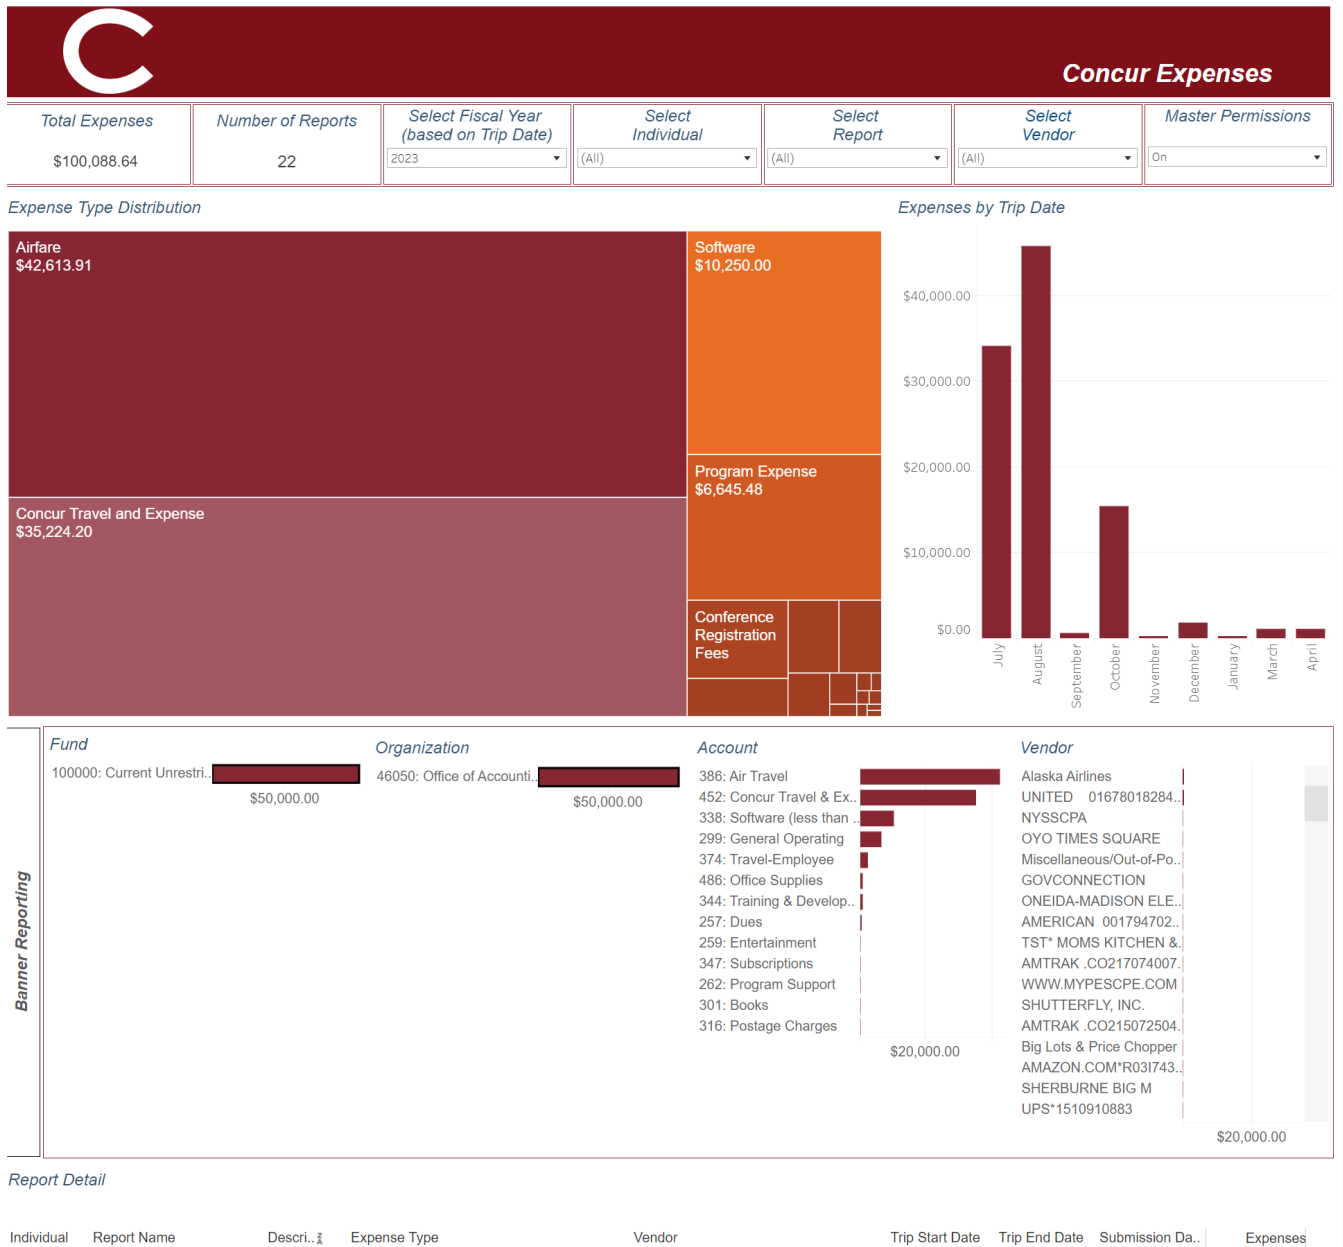 C
Concur Expenses
Total Expenses
$100,088.64
Number of Reports
22
Select Fiscal Year
(based on Trip Date)
2023
Select
Individual
(All)
Select
Report
(All)
Select
Vendor
(All)
Master Permissions
On
Expense Type Distribution
Airfare
$42,613.91
Concur Travel and Expense
$35,224.20
Software
$10,250.00
Program Expense
$6,645.48
Conference
Registration
Fees
Expenses by Trip Date
$40,000.00
$30,000.00
$20,000.00
$10,000.00
$0.00
July
August
September
October
November
December
January
March
April
Banner Reporting
Fund
100000: Current Unrestri..
$50,000.00
Organization
46050: Office of Accounti..
$50,000.00
Account
386: Air Travel
452: Concur Travel & Ex..
338: Software (less than ..
299: General Operating
374: Travel-Employee
486: Office Supplies
344: Training & Develop..
257: Dues
259: Entertainment
347: Subscriptions
262: Program Support
301: Books
316: Postage Charges
$20,000.00
Vendor
Alaska Airlines
UNITED 01678018284..
NYSSCPA
OYO TIMES SQUARE
Miscellaneous/Out-of-Po..
GOVCONNECTION
ONEIDA-MADISON ELE..
AMERICAN 001794702..
TST* MOMS KITCHEN &.
AMTRAK .CO217074007.
WWW.MYPESCPE.COM
SHUTTERFLY, INC.
AMTRAK .CO215072504.
Big Lots & Price Chopper
AMAZON.COM*R03I743..
SHERBURNE BIG M
UPS*1510910883
$20,000.00
Report Detail
Individual Report Name Descri.. Expense Type Vendor Trip Start Date Trip End Date Submission Da.. Expenses